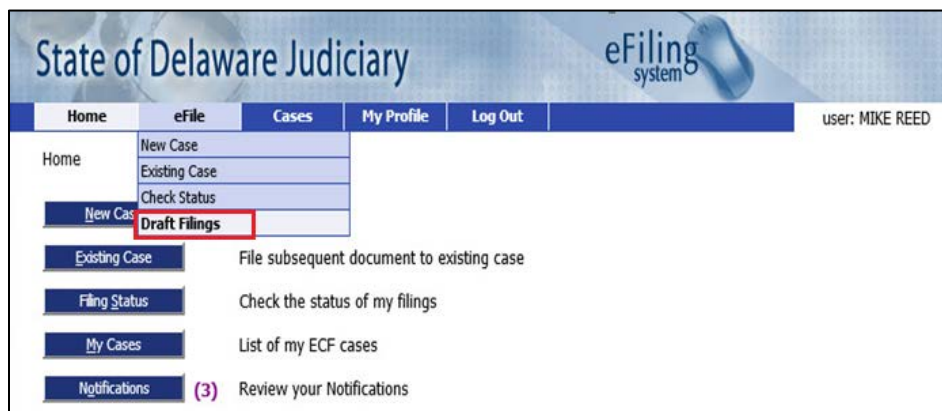 State of Delaware Judiciary
eFiling
system
Home eFile Cases My Profile Log Out user: MIKE REED
Home
New Case
Existing Case
Check Status
Draft Filings
New Cas
Existing Case File subsequent document to existing case
Filing Status Check the status of my filings
My Cases List of my ECF cases
Notifications (3) Review your Notifications